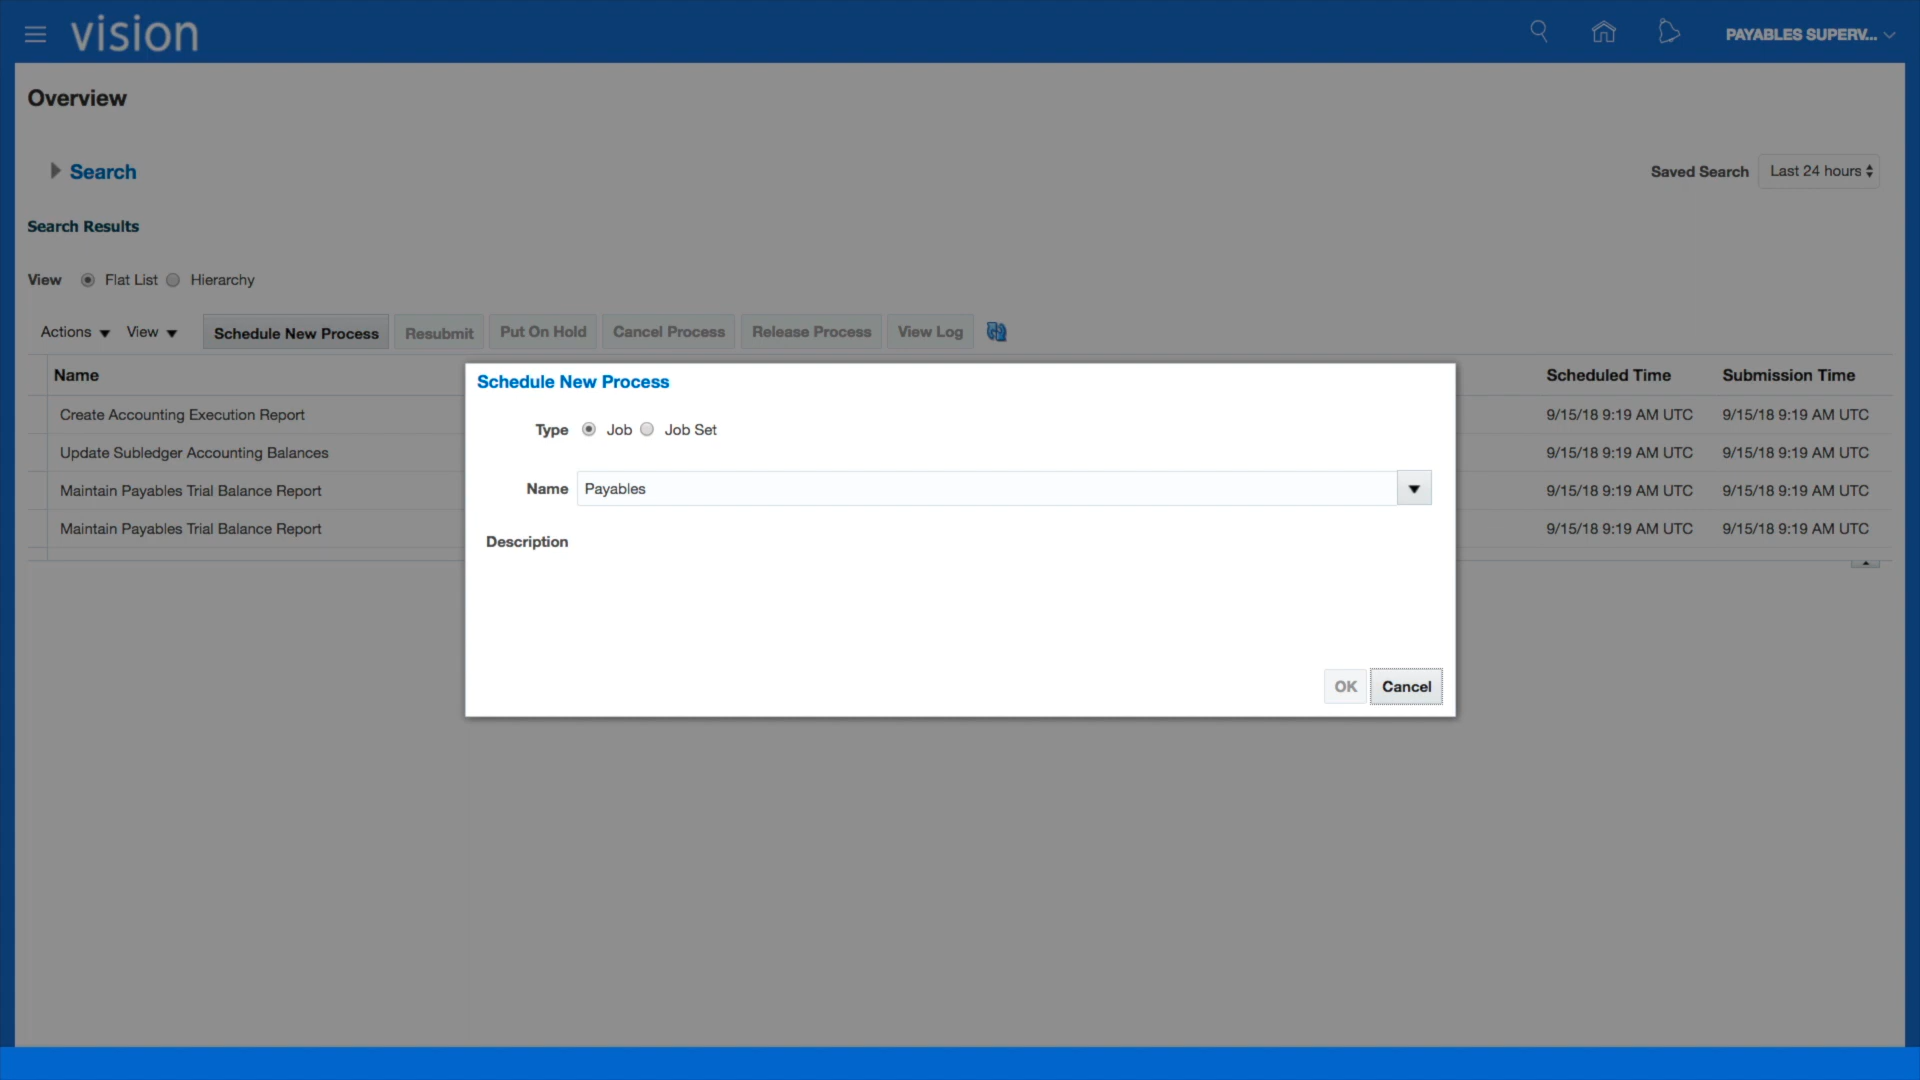 vision
PAYABLES SUPERV...
Overview
Search
Saved Search Last 24 hours
Search Results
View Flat List Hierarchy
Actions View Schedule New Process Resubmit Put On Hold Cancel Process Release Process View Log
Name Scheduled Time Submission Time
Create Accounting Execution Report 9/15/18 9:19 AM UTC 9/15/18 9:19 AM UTC
Update Subledger Accounting Balances 9/15/18 9:19 AM UTC 9/15/18 9:19 AM UTC
Maintain Payables Trial Balance Report 9/15/18 9:19 AM UTC 9/15/18 9:19 AM UTC
Maintain Payables Trial Balance Report 9/15/18 9:19 AM UTC 9/15/18 9:19 AM UTC
Schedule New Process
Type Job Job Set
Name Payables
Description
OK Cancel